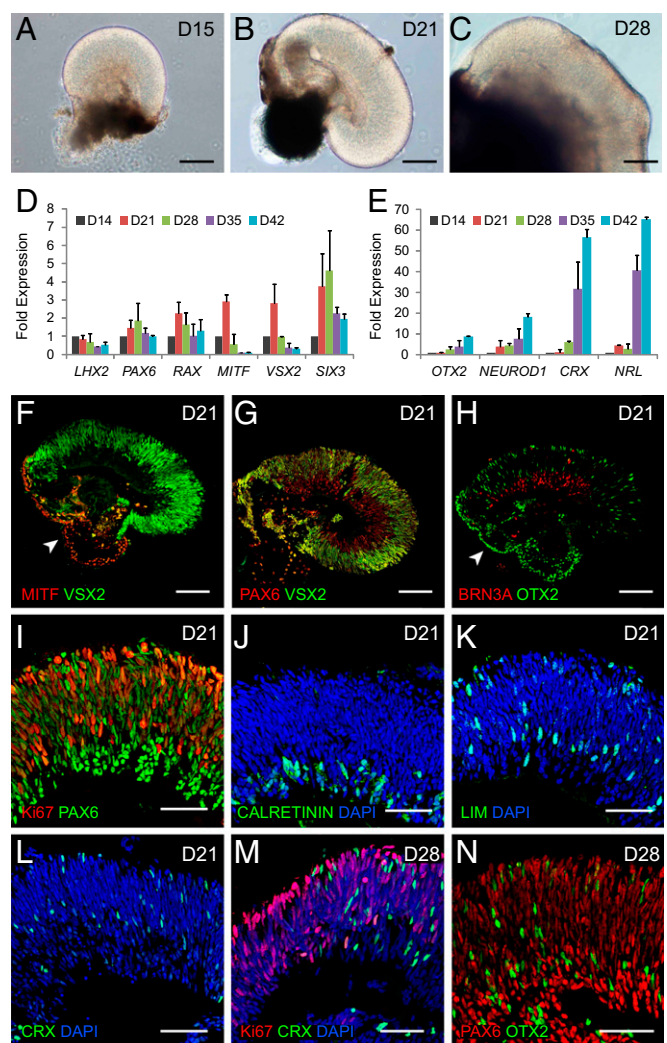 A D15
B D21
C D28
D
D14 D21 D28 D35 D42
Fold Expression
8
7
6
5
4
3
2
1
0
LHX2 PAX6 RAX MITF VSX2 SIX3
E
D14 D21 D28 D35 D42
Fold Expression
70
60
50
40
30
20
10
0
OTX2 NEUROD1 CRX NRL
F D21
MITF VSX2
G D21
PAX6 VSX2
H D21
BRN3A OTX2
I D21
Ki67 PAX6
J D21
CALRETININ DAPI
K D21
LIM DAPI
L D21
CRX DAPI
M D28
Ki67 CRX DAPI
N D28
PAX6 OTX2